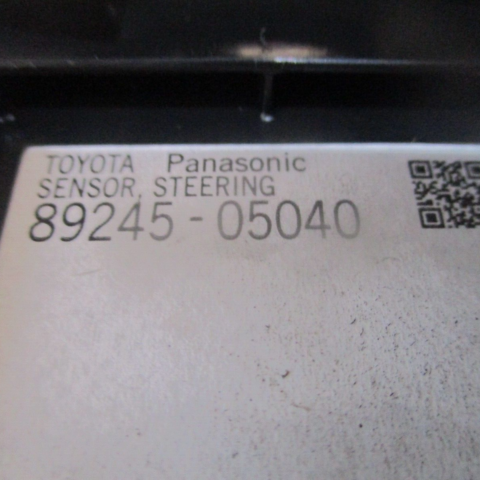 TOYOTA Panasonic
SENSOR, STEERING
89245-05040